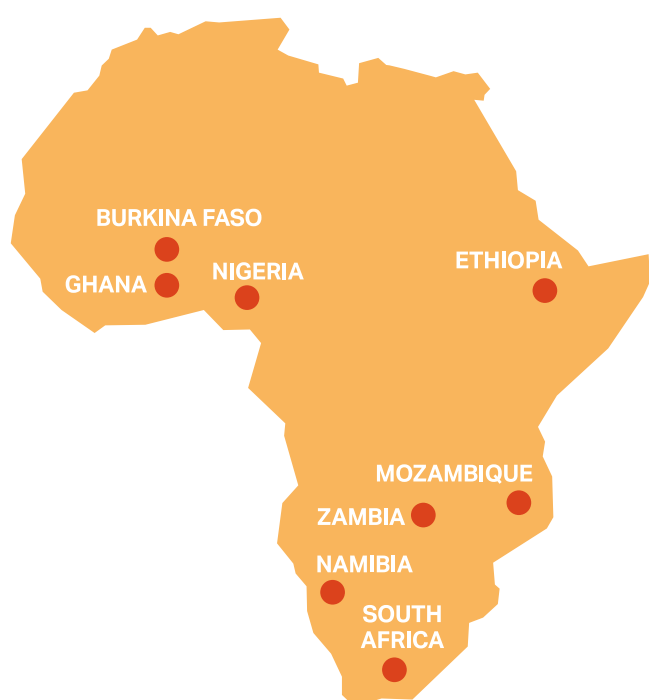 BURKINA FASO
GHANA
NIGERIA
ETHIOPIA
MOZAMBIQUE
ZAMBIA
NAMIBIA
SOUTH
AFRICA